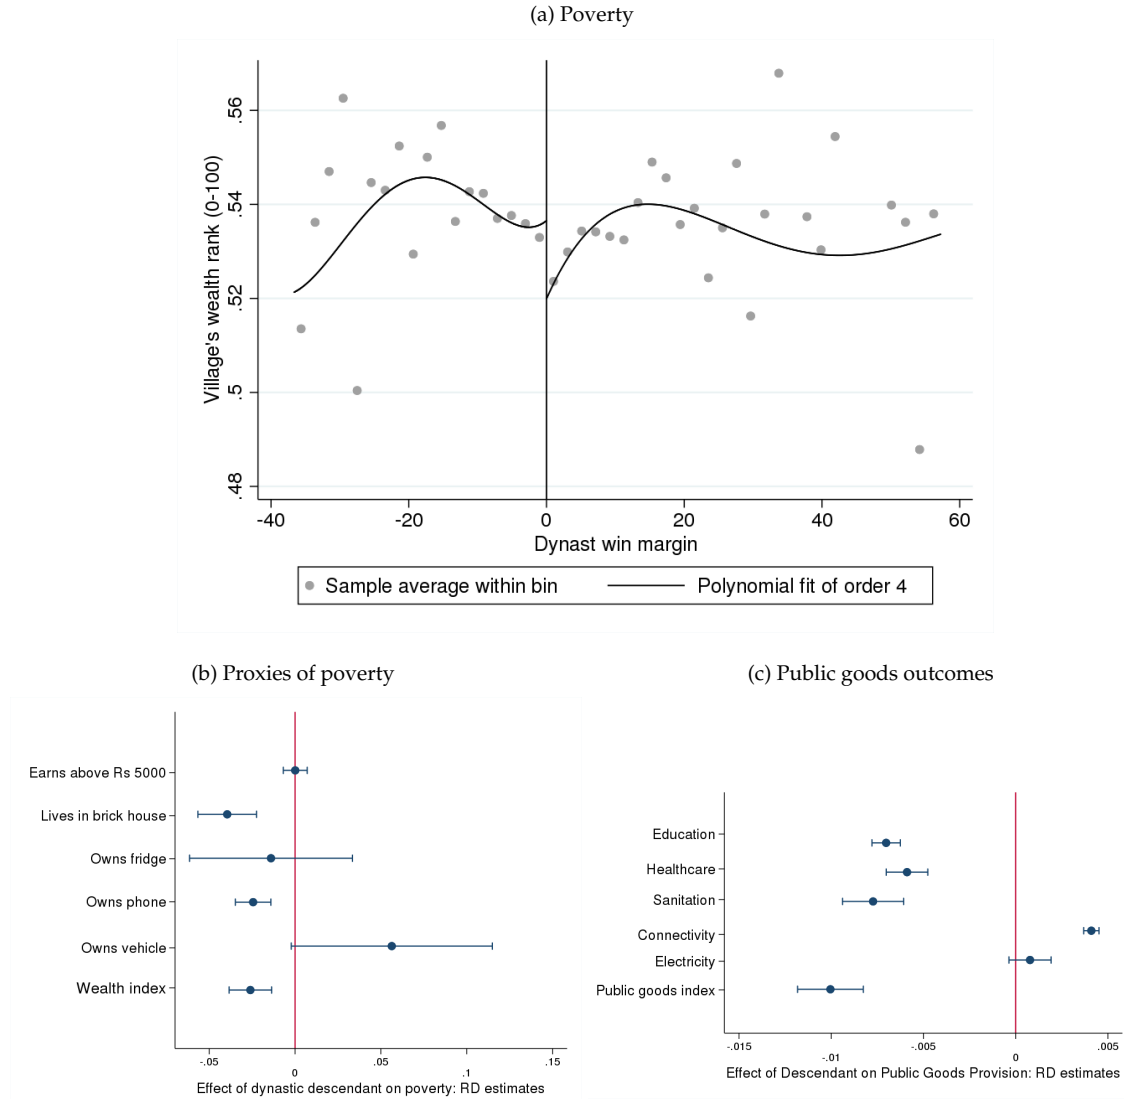 (a) Poverty
Village's wealth rank (0-100)
.56
.54
.52
.5
.48
-40
-20
0
20
40
60
Dynast win margin
Sample average within bin
Polynomial fit of order 4
(b) Proxies of poverty
Earns above Rs 5000
Lives in brick house
Owns fridge
Owns phone
Owns vehicle
Wealth index
-.05
0
.05
.1
.15
Effect of dynastic descendant on poverty: RD estimates
(c) Public goods outcomes
Education
Healthcare
Sanitation
Connectivity
Electricity
Public goods index
-.015
-.01
-.005
0
.005
Effect of Descendant on Public Goods Provision: RD estimates